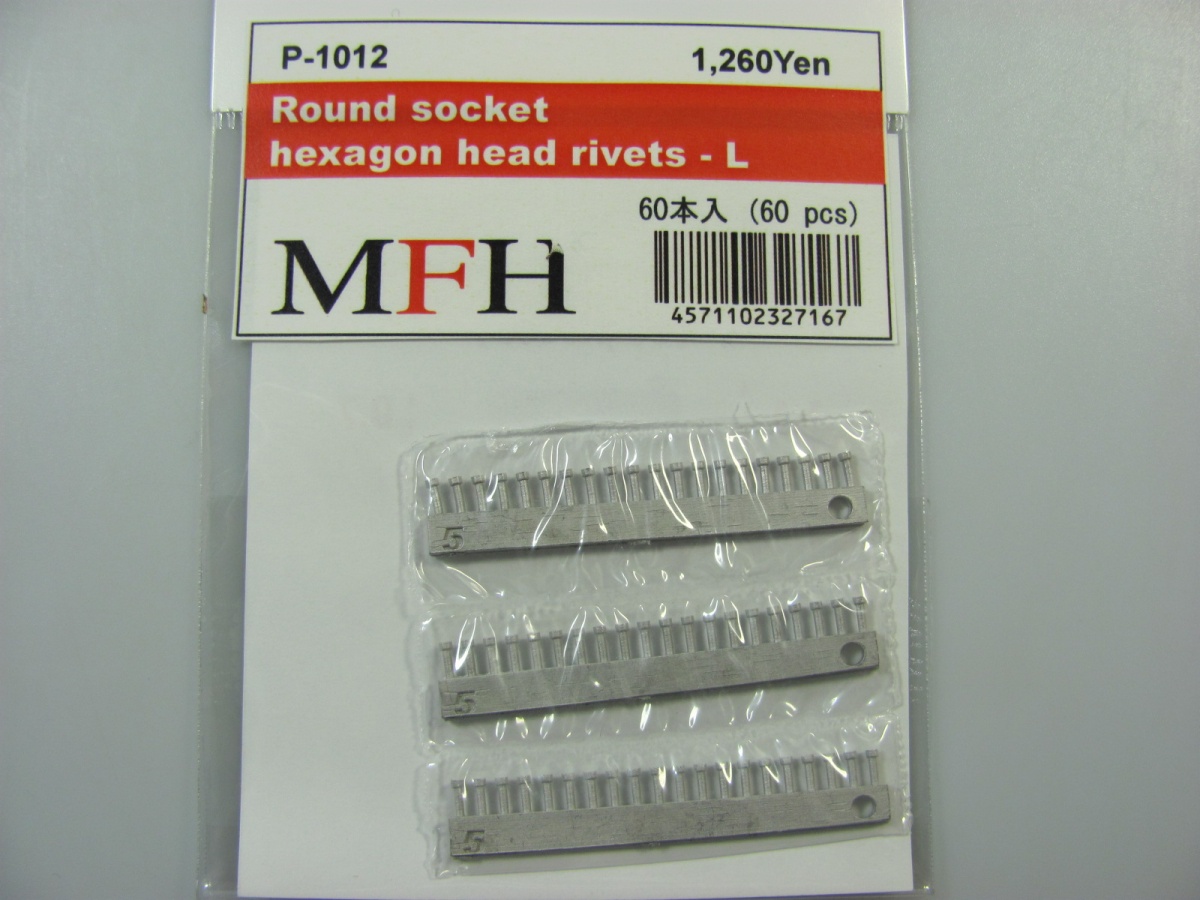 P-1012 1,260Yen
Round socket
hexagon head rivets - L
60本入 (60 pcs)
MFH
4571102327167
5
5
5